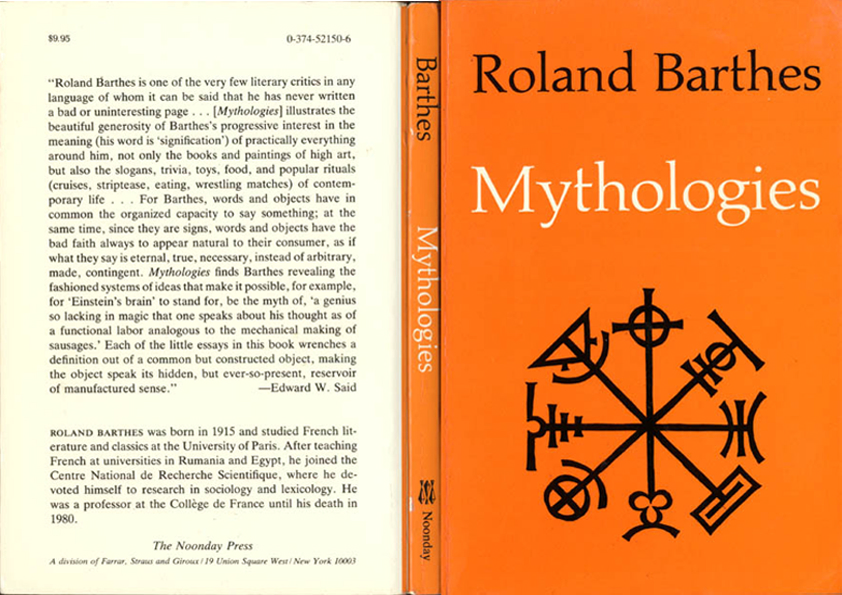 $9.95 0-374-52150-6
"Roland Barthes is one of the very few literary critics in any
language of whom it can be said that he has never written
a bad or uninteresting page . . . [Mythologies] illustrates the
beautiful generosity of Barthes's progressive interest in the
meaning (his word is 'signification') of practically everything
around him, not only the books and paintings of high art,
but also the slogans, trivia, toys, food, and popular rituals
(cruises, striptease, eating, wrestling matches) of contem-
porary life . . . For Barthes, words and objects have in
common the organized capacity to say something; at the
same time, since they are signs, words and objects have the
bad faith always to appear natural to their consumer, as if
what they say is eternal, true, necessary, instead of arbitrary,
made, contingent. Mythologies finds Barthes revealing the
fashioned systems of ideas that make it possible, for example,
for 'Einstein's brain' to stand for, be the myth of, 'a genius
so lacking in magic that one speaks about his thought as of
a functional labor analogous to the mechanical making of
sausages.' Each of the little essays in this book wrenches a
definition out of a common but constructed object, making
the object speak its hidden, but ever-so-present, reservoir
of manufactured sense." —Edward W. Said
ROLAND BARTHES was born in 1915 and studied French lit-
erature and classics at the University of Paris. After teaching
French at universities in Rumania and Egypt, he joined the
Centre National de Recherche Scientifique, where he de-
voted himself to research in sociology and lexicology. He
was a professor at the Collège de France until his death in
1980.
The Noonday Press
A division of Farrar, Straus and Giroux / 19 Union Square West / New York 10003
Barthes
Mythologies
Noonday
Roland Barthes
Mythologies